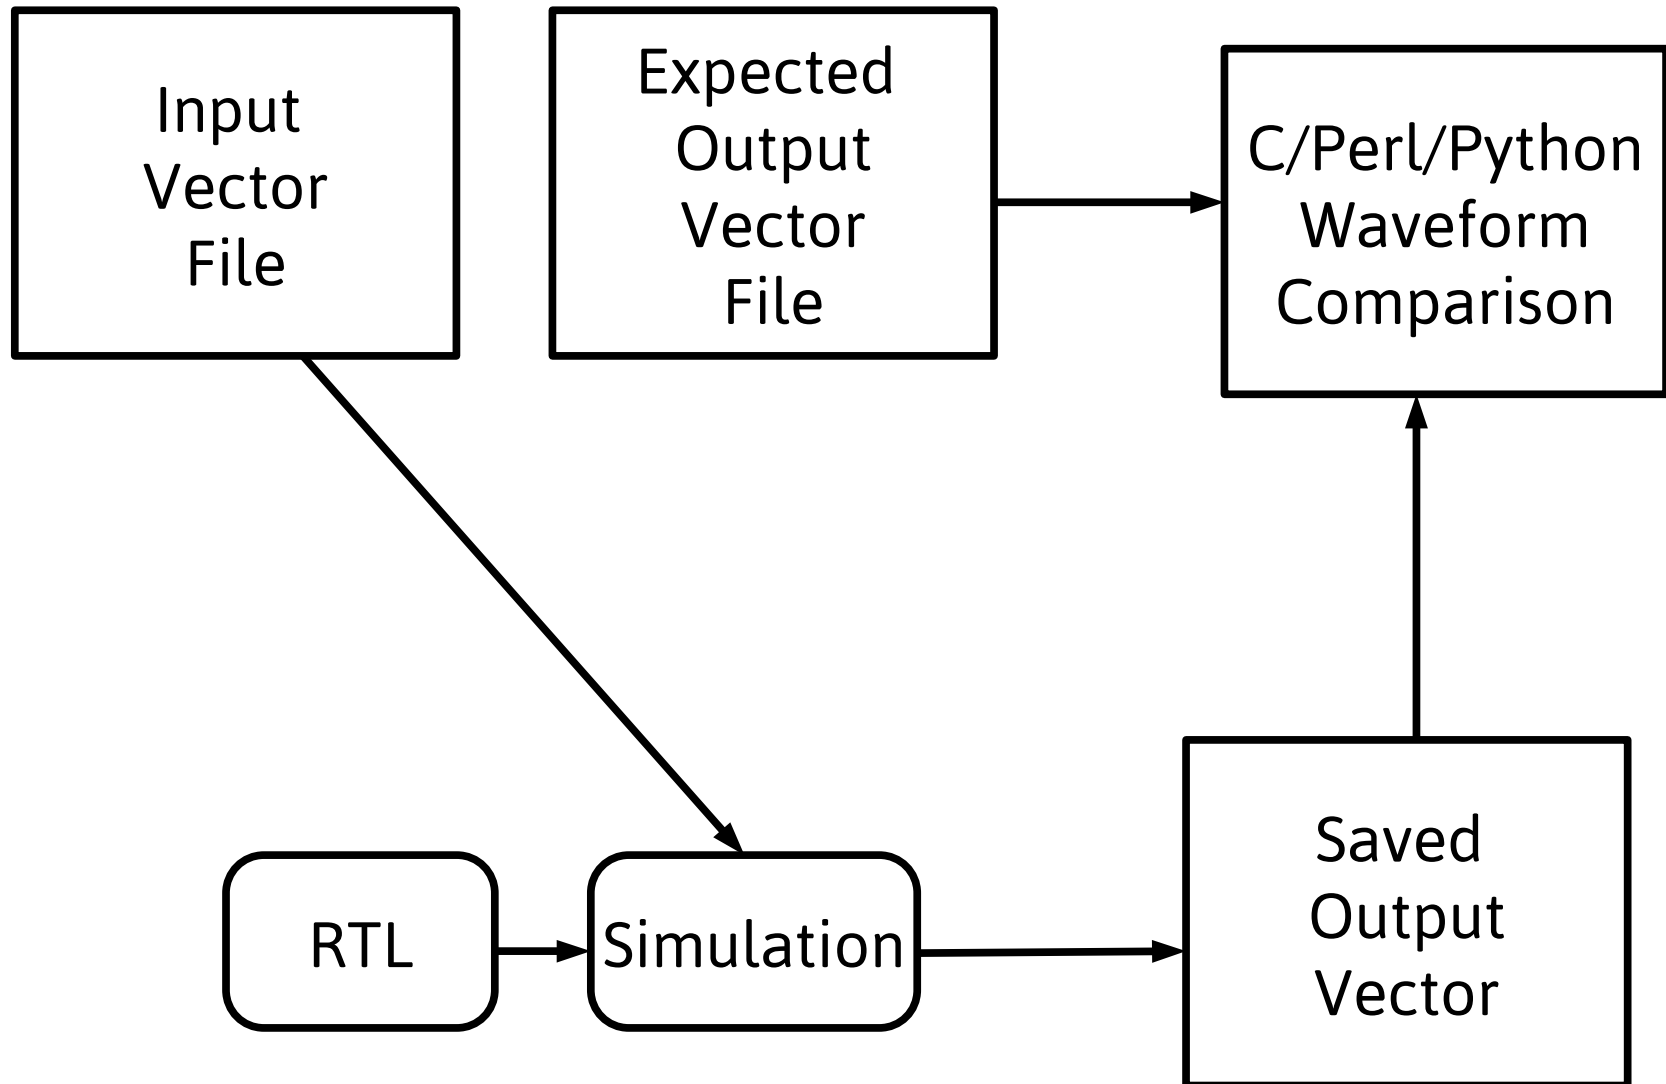 Input
Vector
File
Expected
Output
Vector
File
C/Perl/Python
Waveform
Comparison
RTL
Simulation
Saved
Output
Vector